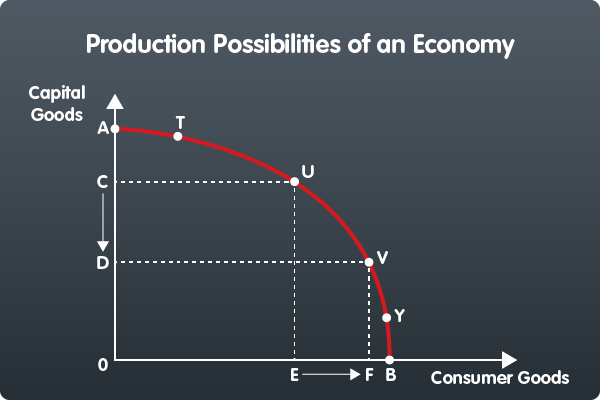 Production Possibilities of an Economy
Capital
Goods
A
T
U
C
V
D
Y
0
E
F
B
Consumer Goods